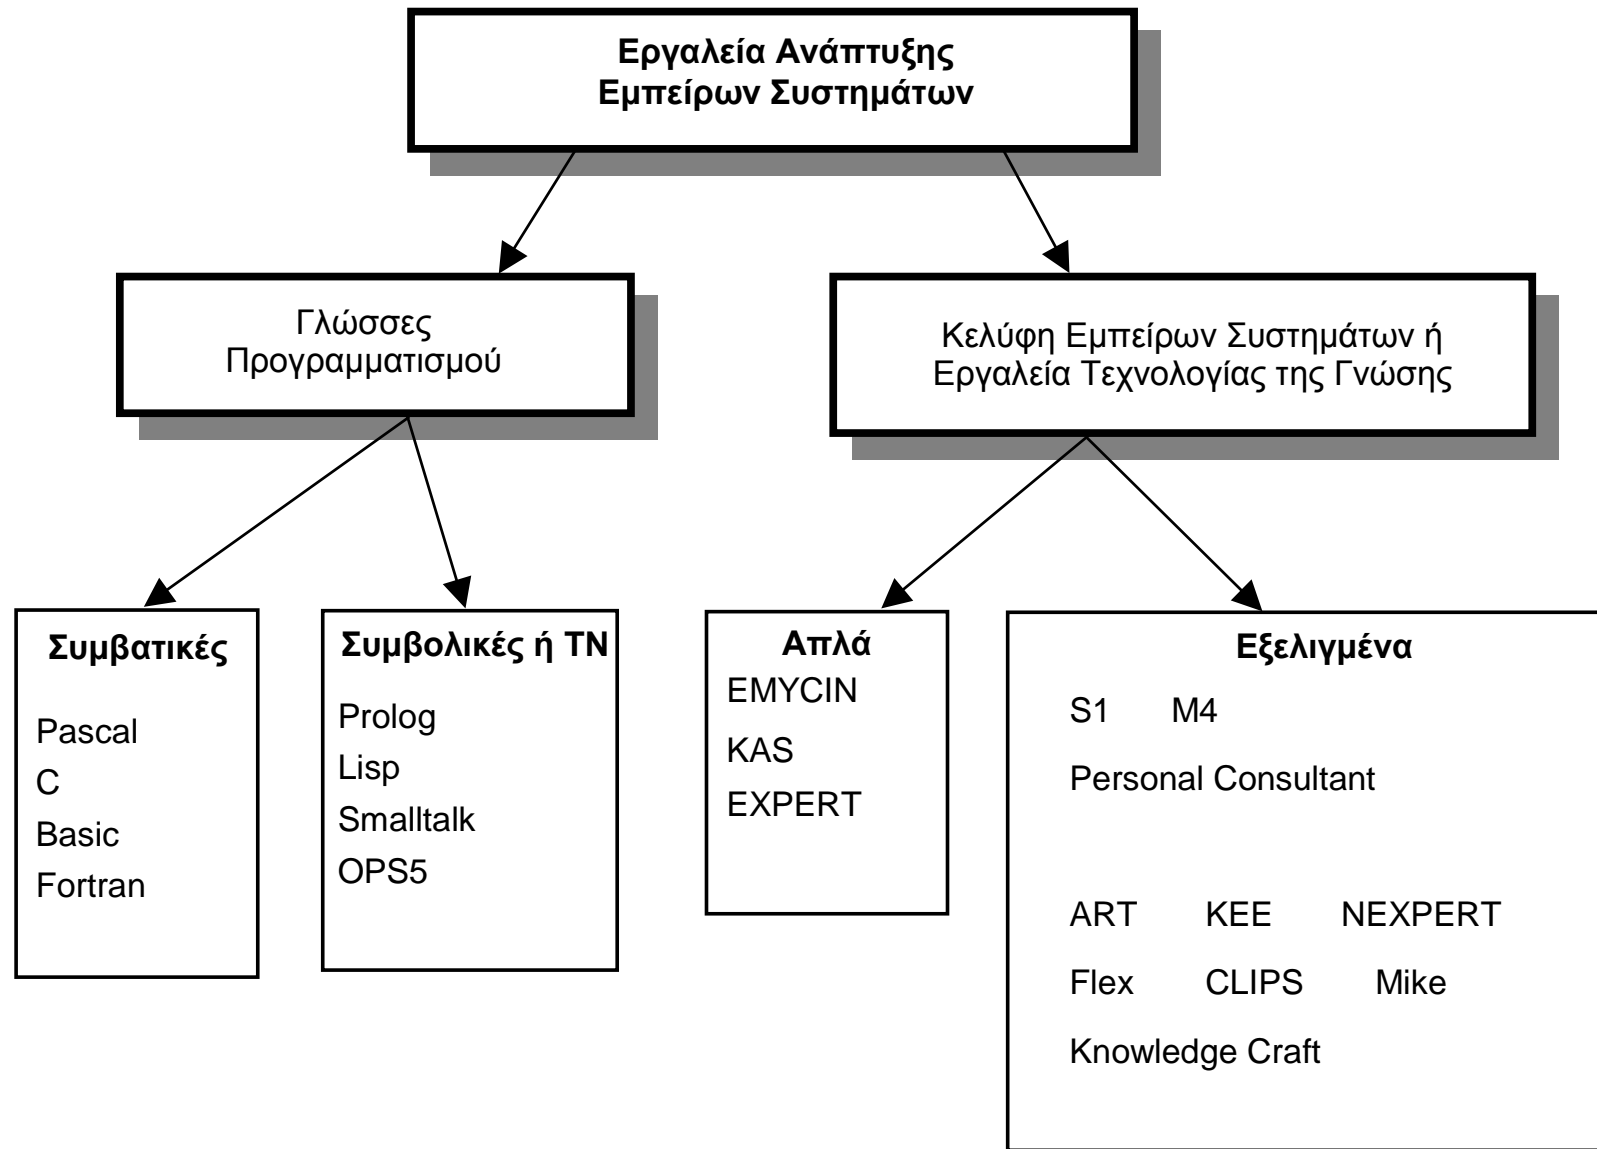 Εργαλεία Ανάπτυξης
Εμπείρων Συστημάτων
Γλώσσες
Προγραμματισμού
Κελύφη Εμπείρων Συστημάτων ή
Εργαλεία Τεχνολογίας της Γνώσης
Συμβατικές
Pascal
C
Basic
Fortran
Συμβολικές ή ΤΝ
Prolog
Lisp
Smalltalk
OPS5
Απλά
EMYCIN
KAS
EXPERT
Εξελιγμένα
S1 M4
Personal Consultant
ART KEE NEXPERT
Flex CLIPS Mike
Knowledge Craft